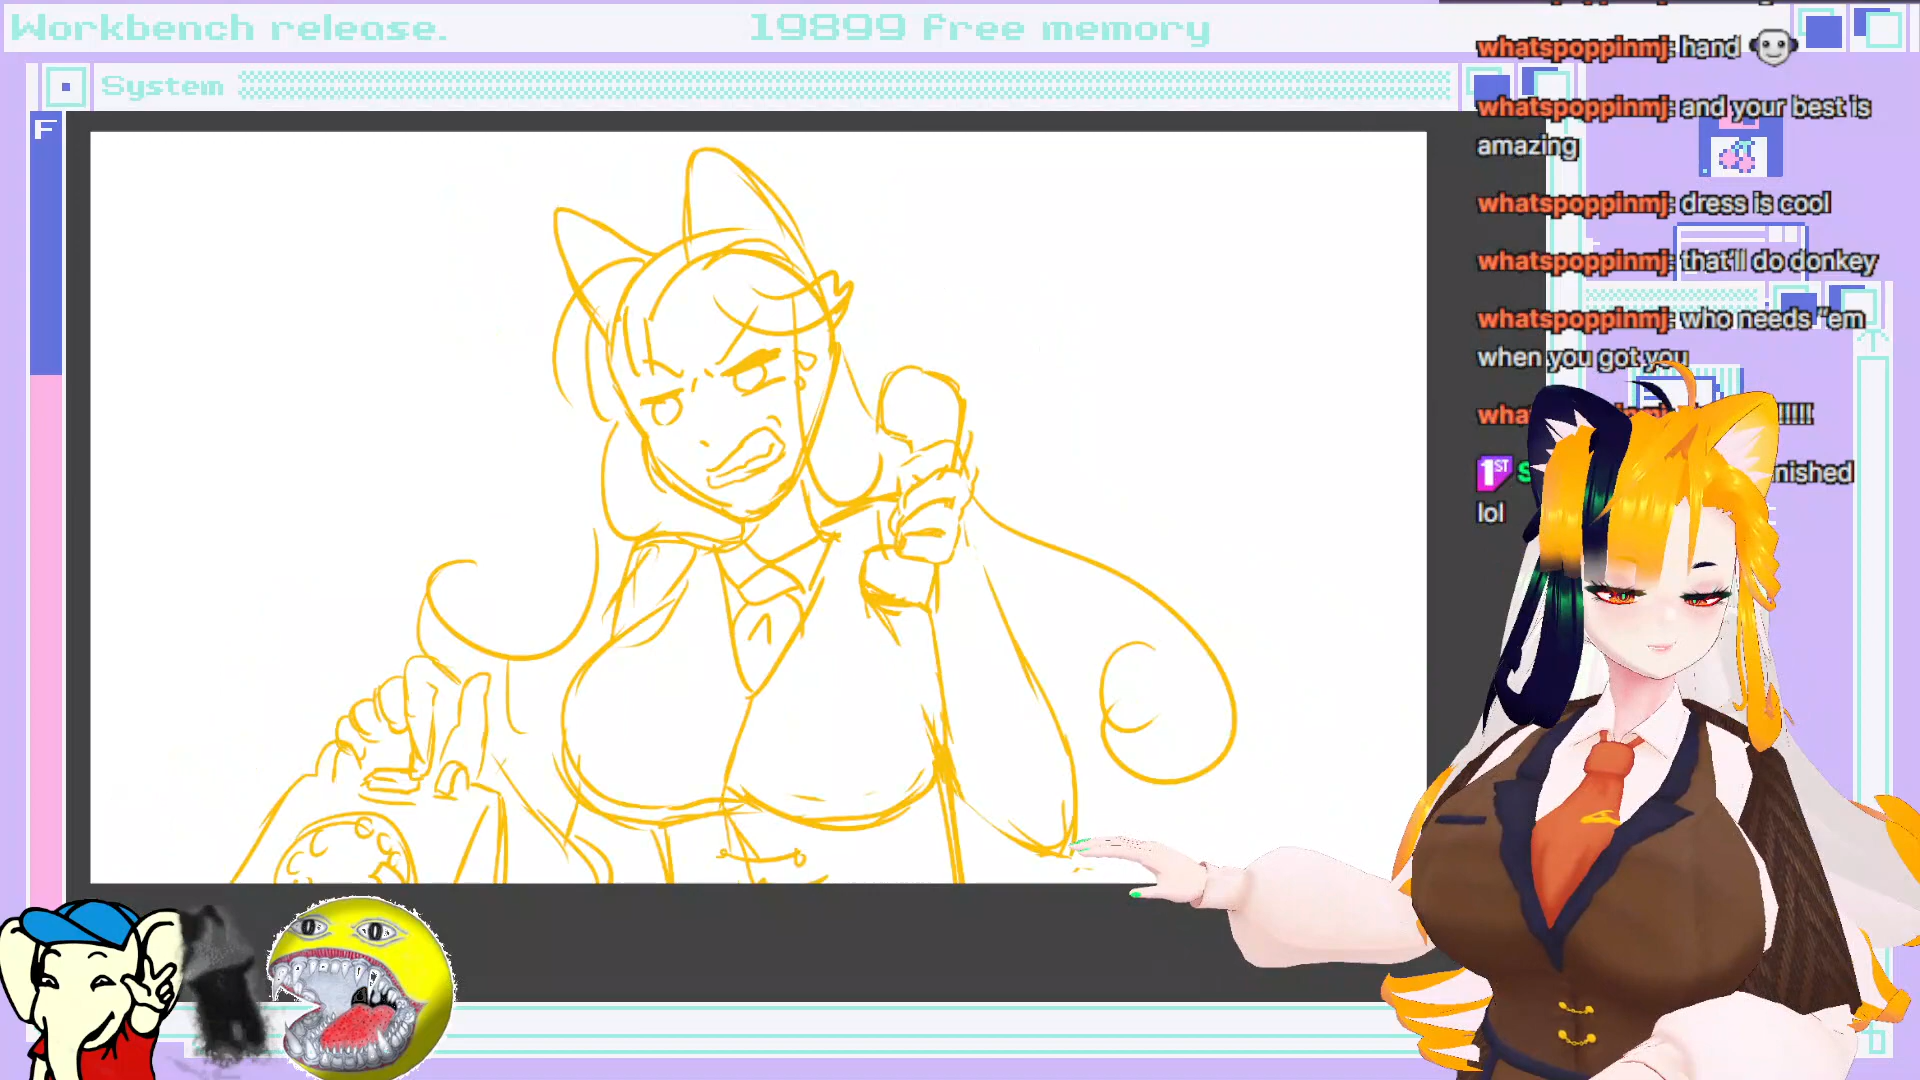 Workbench release.
19899 free memory
System
F
whatspoppinmj: hand
whatspoppinmj: and your best is
amazing
whatspoppinmj: dress is cool
whatspoppinmj: that'll do donkey
whatspoppinmj: who needs "em
when you got you
!!!!!
1ST
lol